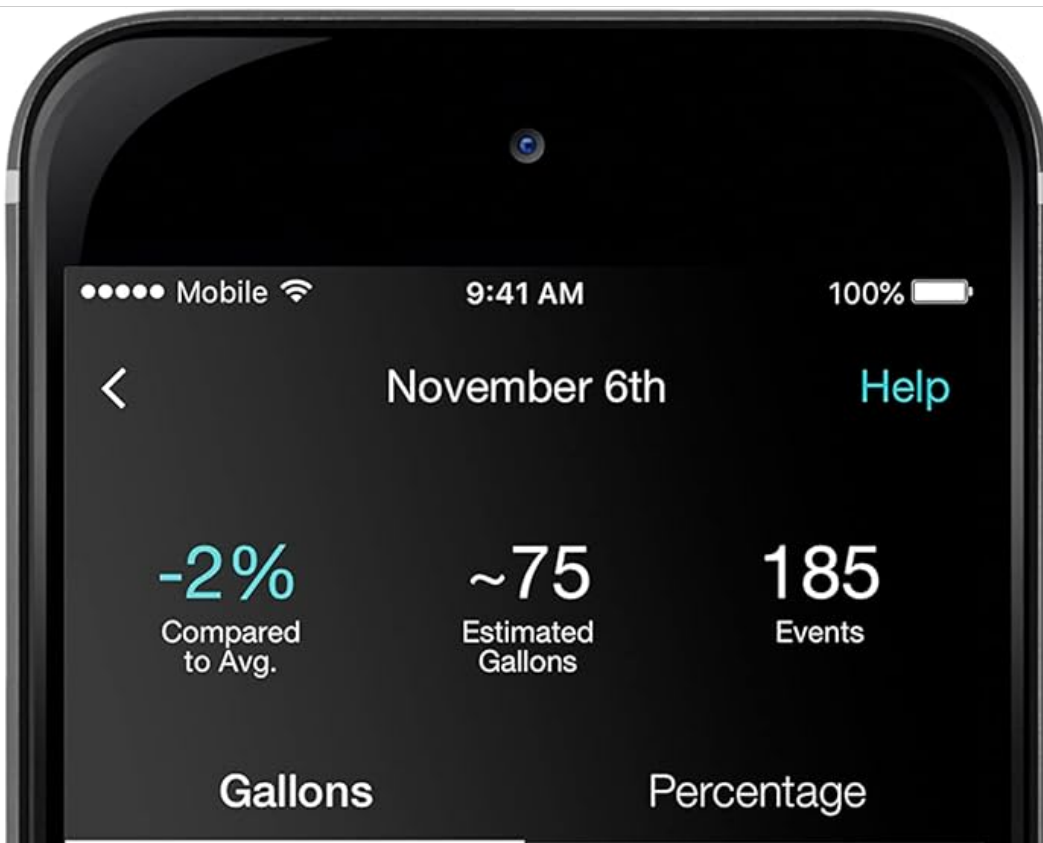 ●●●●● Mobile 9:41 AM 100%
< November 6th Help
-2% ~75 185
Compared to Avg. Estimated Gallons Events
Gallons Percentage